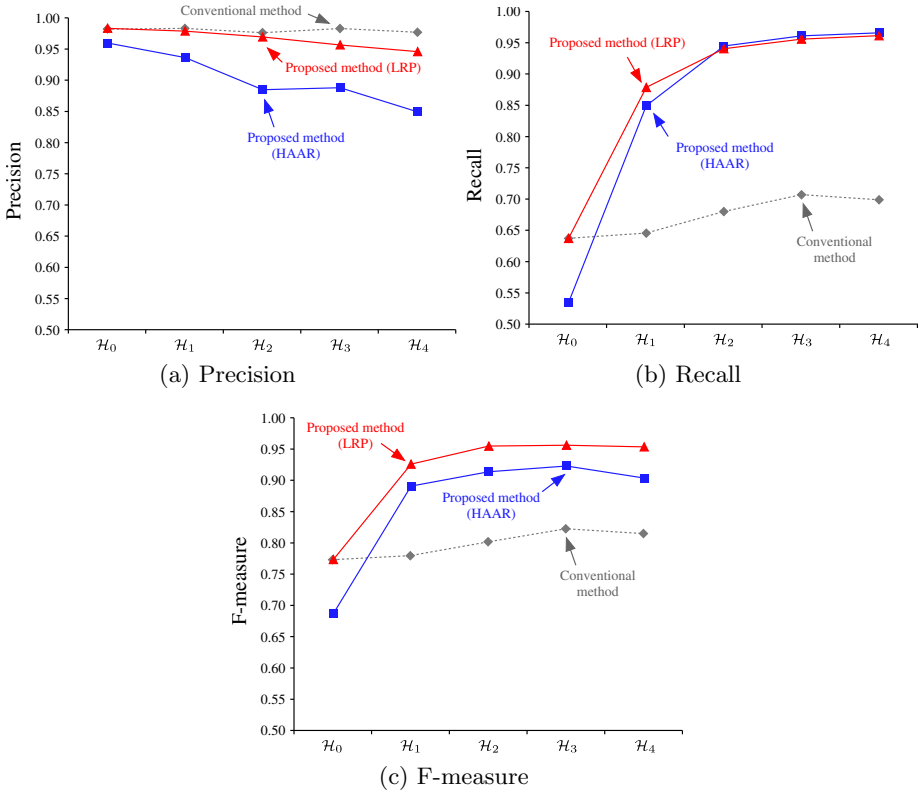 1.00
0.95
0.90
0.85
0.80
0.75
0.70
0.65
0.60
0.55
0.50
Precision
Conventional method
Proposed method (LRP)
Proposed method
(HAAR)
ℋ₀ ℋ₁ ℋ₂ ℋ₃ ℋ₄
(a) Precision
1.00
0.95
0.90
0.85
0.80
0.75
0.70
0.65
0.60
0.55
0.50
Recall
Proposed method (LRP)
Proposed method
(HAAR)
Conventional
method
ℋ₀ ℋ₁ ℋ₂ ℋ₃ ℋ₄
(b) Recall
1.00
0.95
0.90
0.85
0.80
0.75
0.70
0.65
0.60
0.55
0.50
F-measure
Proposed method
(LRP)
Proposed method
(HAAR)
Conventional
method
ℋ₀ ℋ₁ ℋ₂ ℋ₃ ℋ₄
(c) F-measure